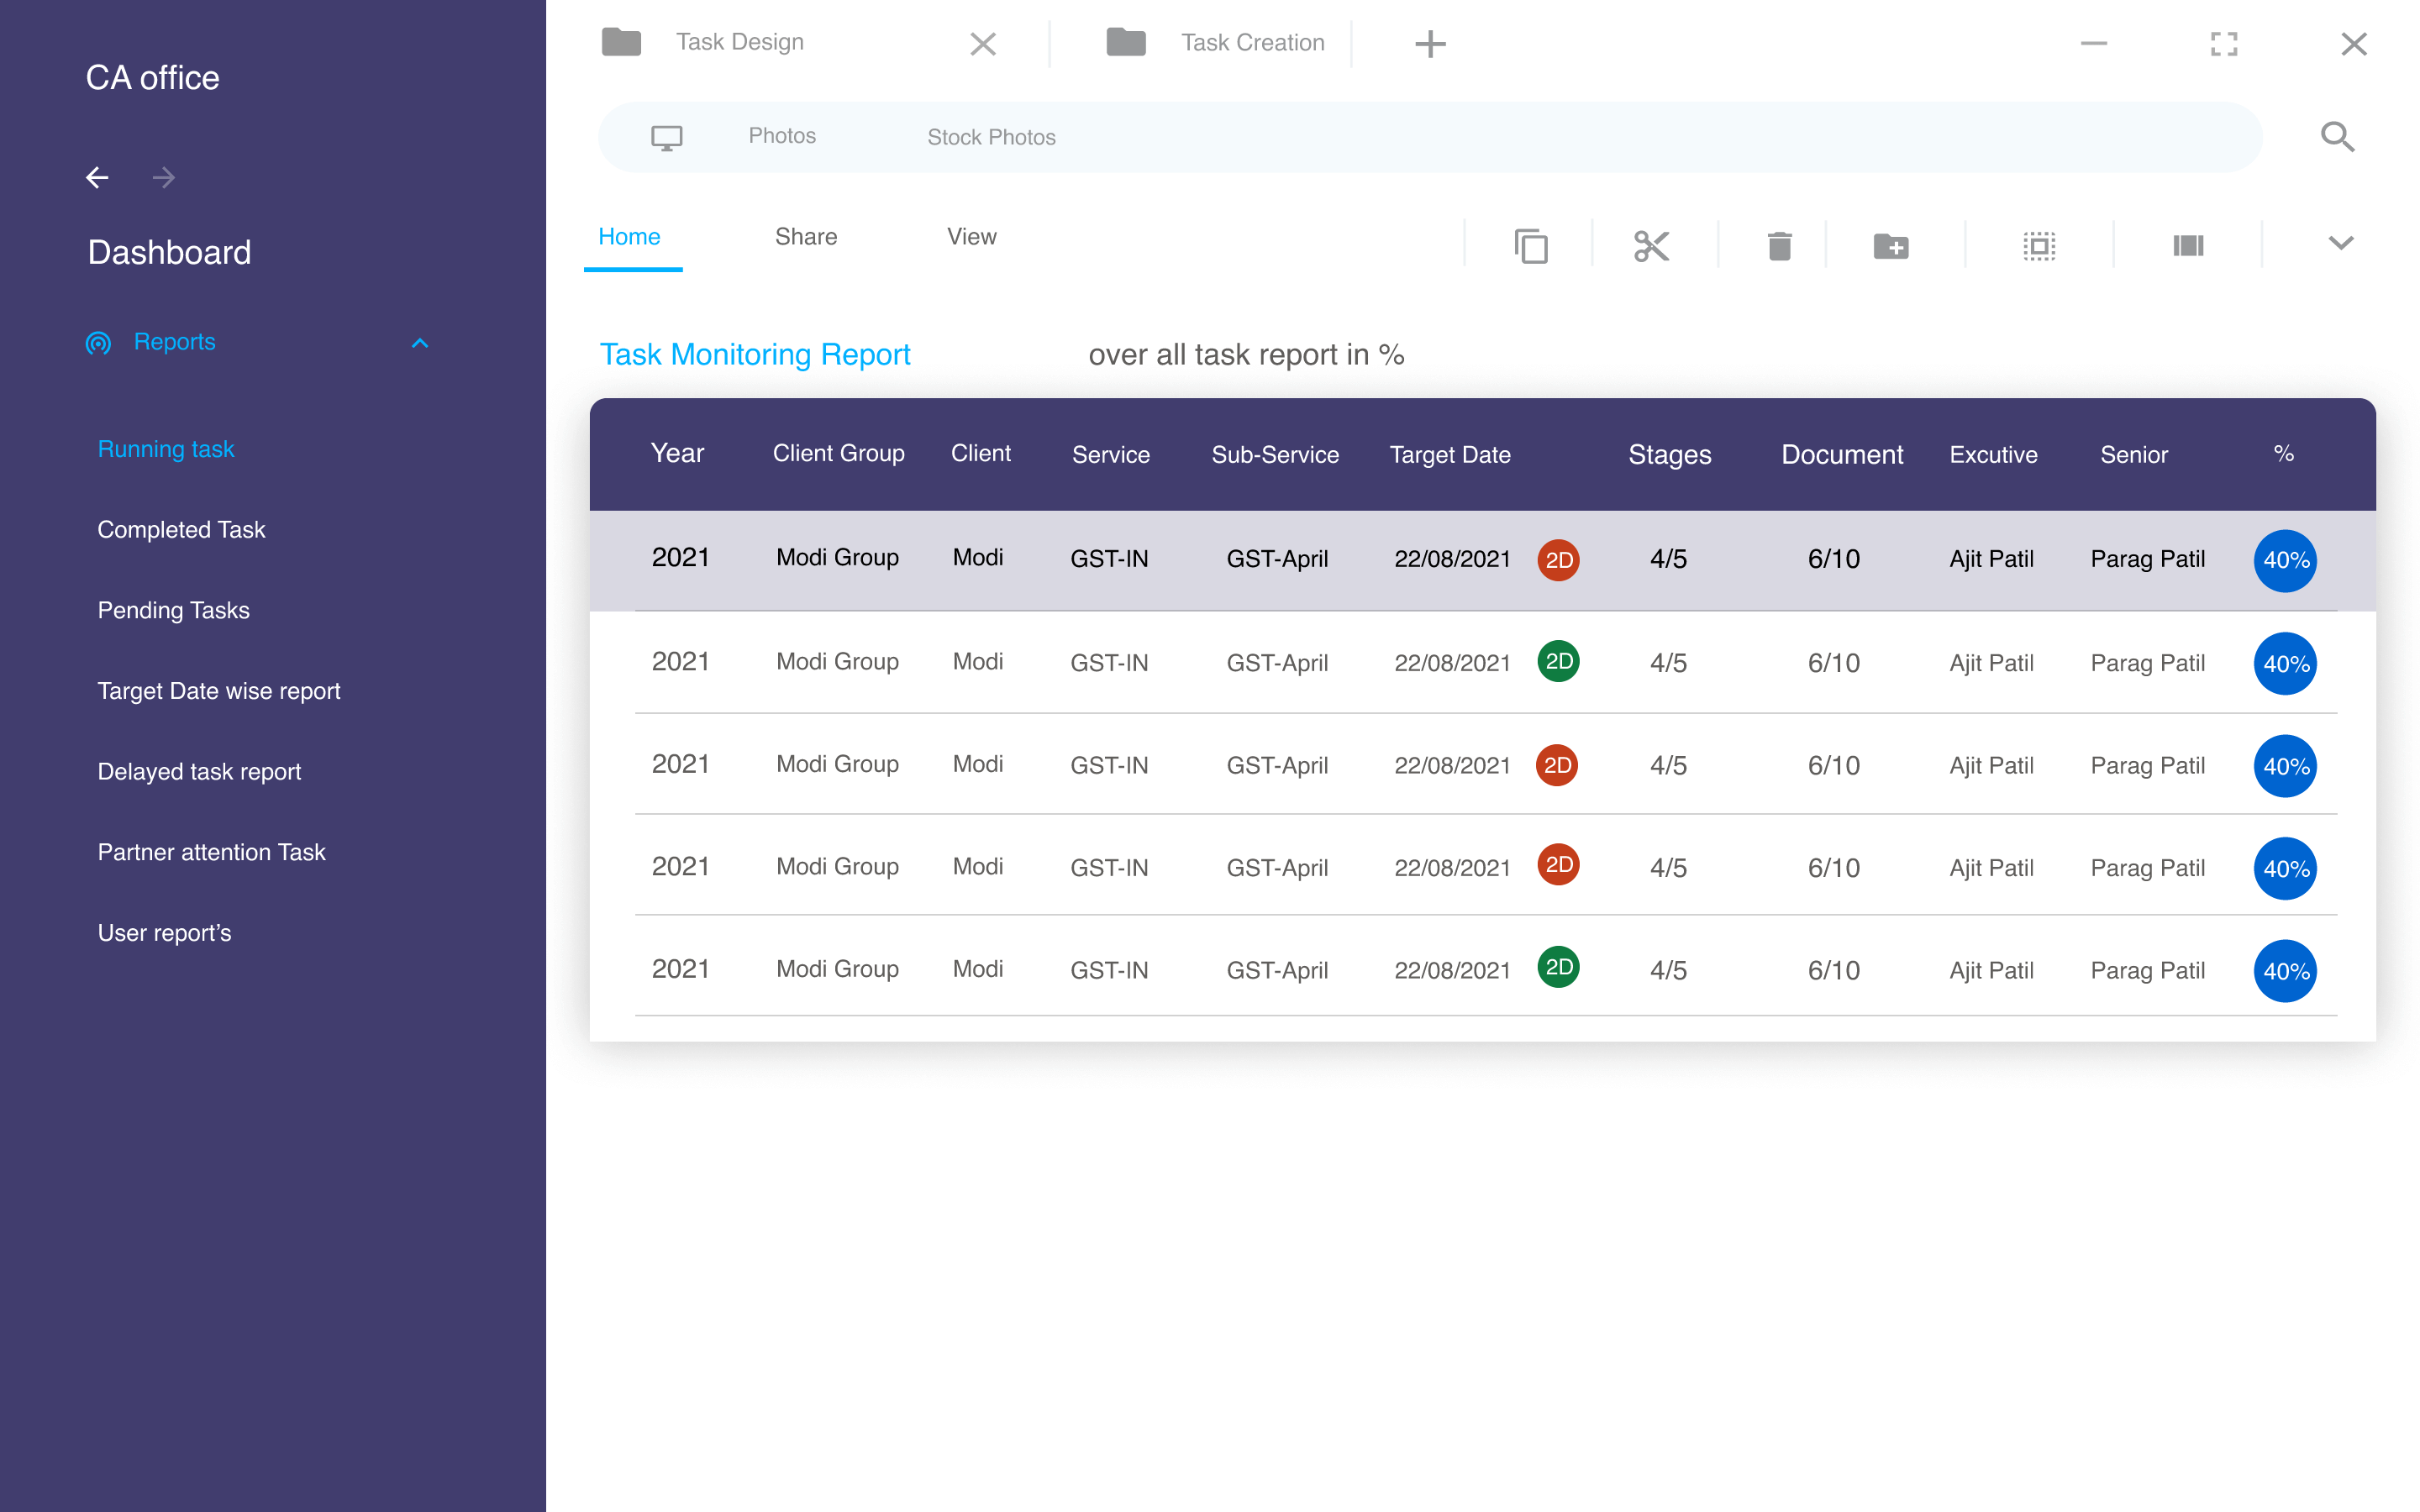 CA office
Dashboard
Reports
Running task
Completed Task
Pending Tasks
Target Date wise report
Delayed task report
Partner attention Task
User report’s
Task Design Task Creation
Photos Stock Photos
Home Share View
Task Monitoring Report over all task report in %
Year Client Group Client Service Sub-Service Target Date Stages Document Excutive Senior %
2021 Modi Group Modi GST-IN GST-April 22/08/2021 2D 4/5 6/10 Ajit Patil Parag Patil 40%
2021 Modi Group Modi GST-IN GST-April 22/08/2021 2D 4/5 6/10 Ajit Patil Parag Patil 40%
2021 Modi Group Modi GST-IN GST-April 22/08/2021 2D 4/5 6/10 Ajit Patil Parag Patil 40%
2021 Modi Group Modi GST-IN GST-April 22/08/2021 2D 4/5 6/10 Ajit Patil Parag Patil 40%
2021 Modi Group Modi GST-IN GST-April 22/08/2021 2D 4/5 6/10 Ajit Patil Parag Patil 40%